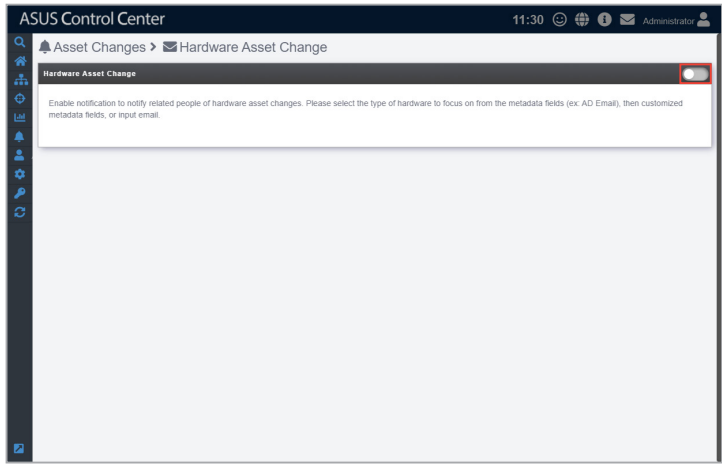 ASUS Control Center
11:30
Administrator
Asset Changes > Hardware Asset Change
Hardware Asset Change
Enable notification to notify related people of hardware asset changes. Please select the type of hardware to focus on from the metadata fields (ex: AD Email), then customized
metadata fields, or input email.